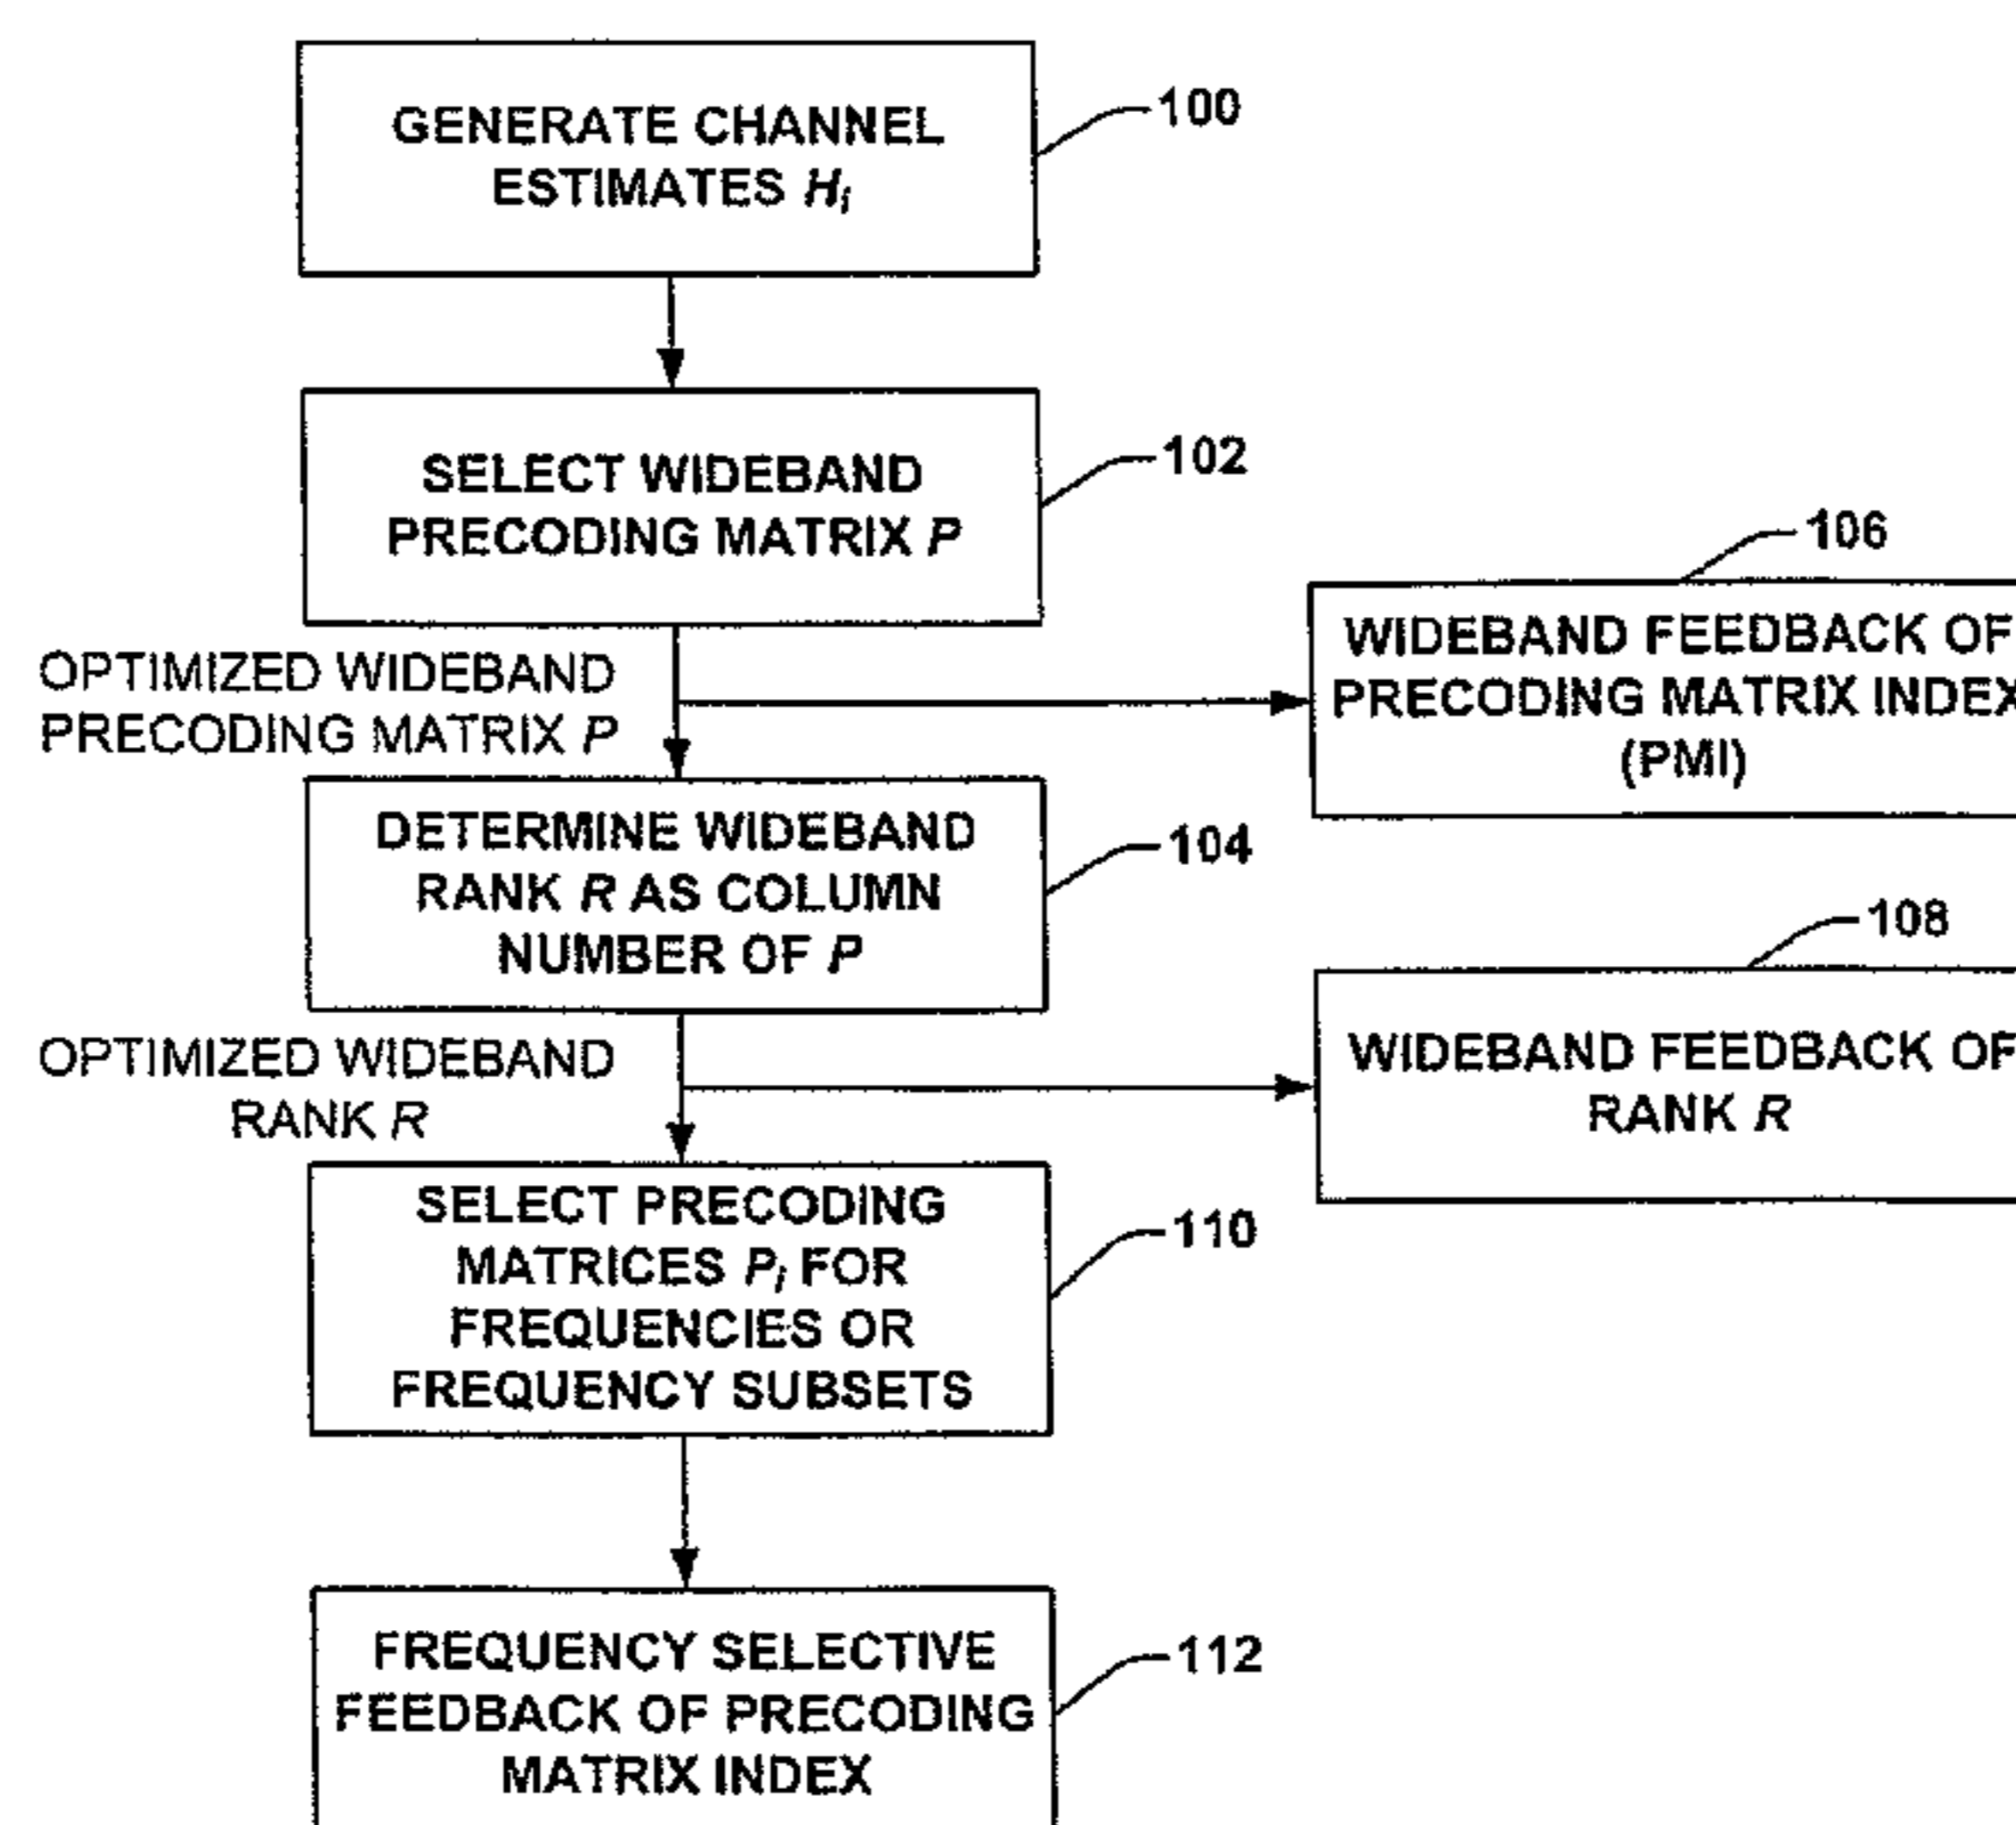 GENERATE CHANNEL
ESTIMATES Hi
100
SELECT WIDEBAND
PRECODING MATRIX P
102
OPTIMIZED WIDEBAND
PRECODING MATRIX P
106
WIDEBAND FEEDBACK OF
PRECODING MATRIX INDEX
(PMI)
DETERMINE WIDEBAND
RANK R AS COLUMN
NUMBER OF P
104
OPTIMIZED WIDEBAND
RANK R
108
WIDEBAND FEEDBACK OF
RANK R
SELECT PRECODING
MATRICES Pi FOR
FREQUENCIES OR
FREQUENCY SUBSETS
110
FREQUENCY SELECTIVE
FEEDBACK OF PRECODING
MATRIX INDEX
112